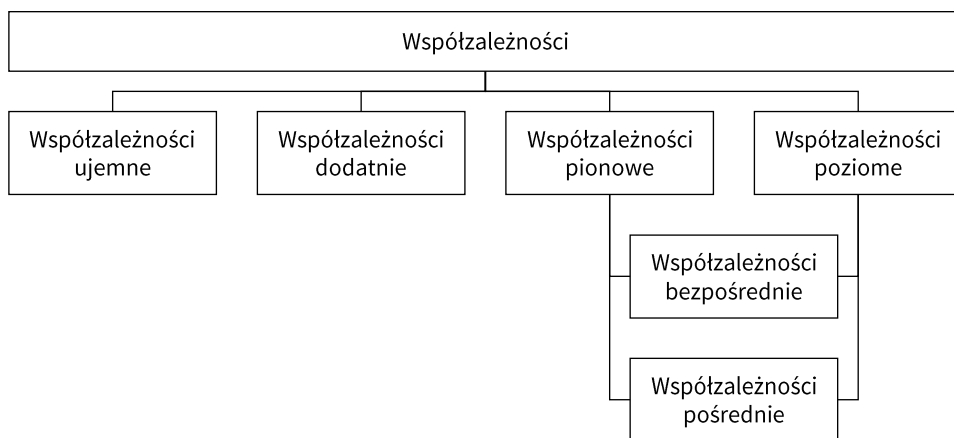 Współzależności
Współzależności
ujemne
Współzależności
dodatnie
Współzależności
pionowe
Współzależności
poziome
Współzależności
bezpośrednie
Współzależności
pośrednie